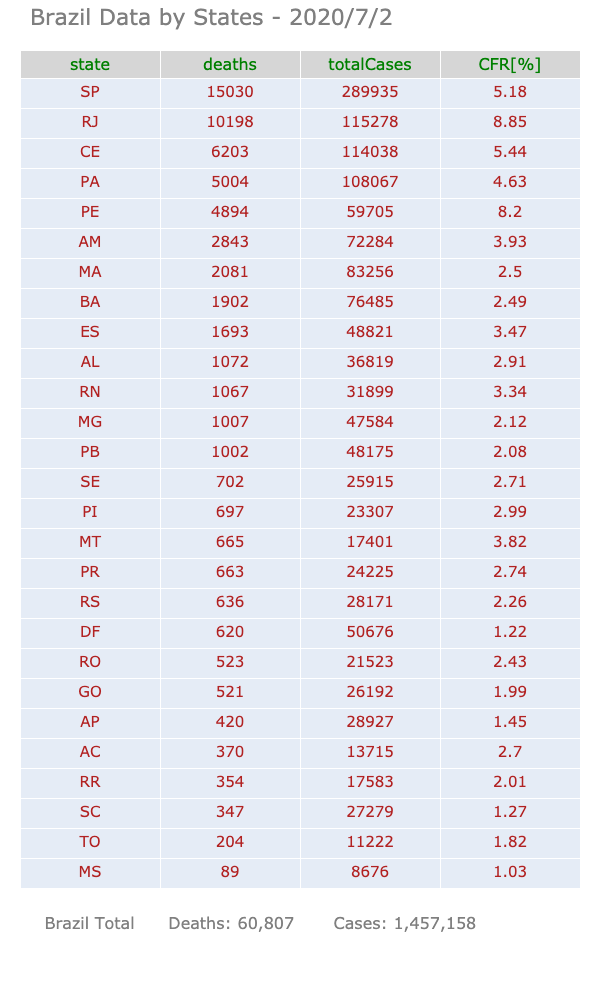 Brazil Data by States - 2020/7/2
state deaths totalCases CFR[%]
SP 15030 289935 5.18
RJ 10198 115278 8.85
CE 6203 114038 5.44
PA 5004 108067 4.63
PE 4894 59705 8.2
AM 2843 72284 3.93
MA 2081 83256 2.5
BA 1902 76485 2.49
ES 1693 48821 3.47
AL 1072 36819 2.91
RN 1067 31899 3.34
MG 1007 47584 2.12
PB 1002 48175 2.08
SE 702 25915 2.71
PI 697 23307 2.99
MT 665 17401 3.82
PR 663 24225 2.74
RS 636 28171 2.26
DF 620 50676 1.22
RO 523 21523 2.43
GO 521 26192 1.99
AP 420 28927 1.45
AC 370 13715 2.7
RR 354 17583 2.01
SC 347 27279 1.27
TO 204 11222 1.82
MS 89 8676 1.03
Brazil Total Deaths: 60,807 Cases: 1,457,158